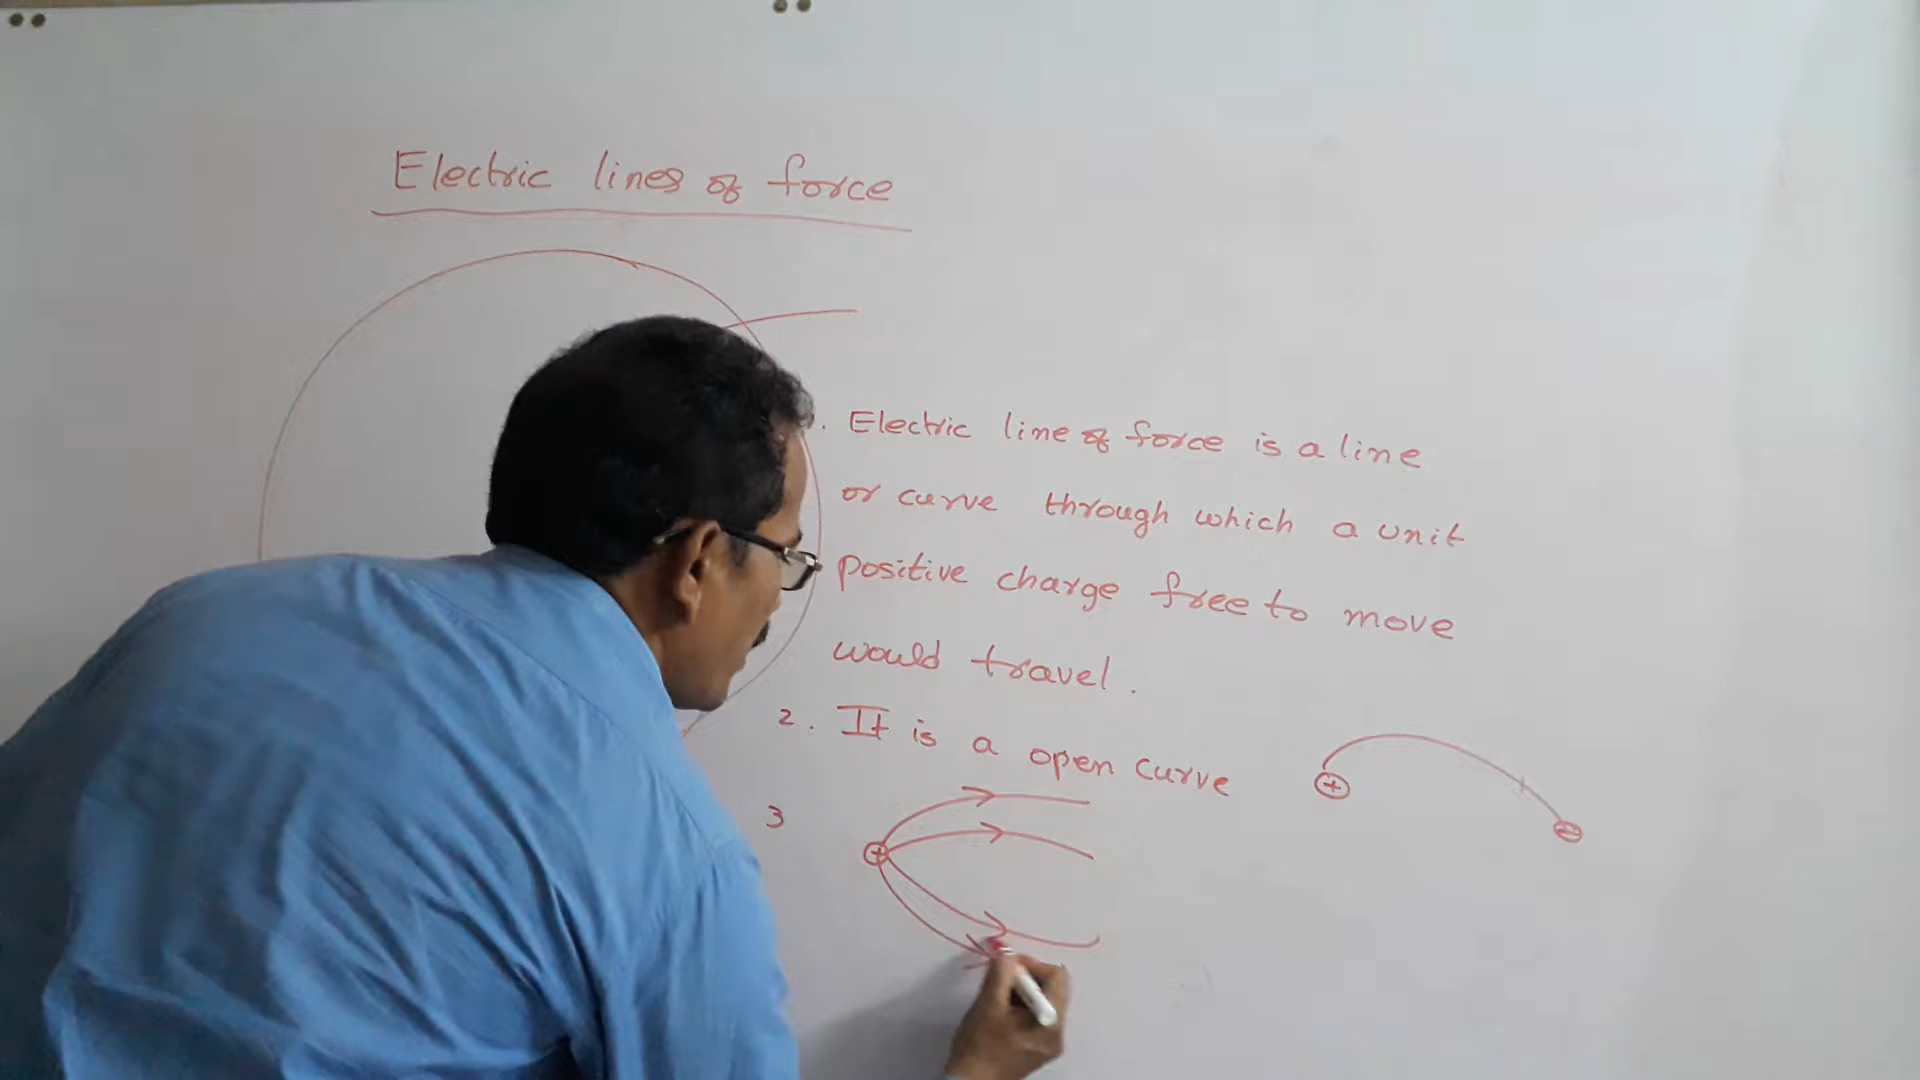 Electric lines of force
. Electric line of force is a line
or curve through which a unit
positive charge free to move
would travel.
2. It is a open curve
3
+
+
-